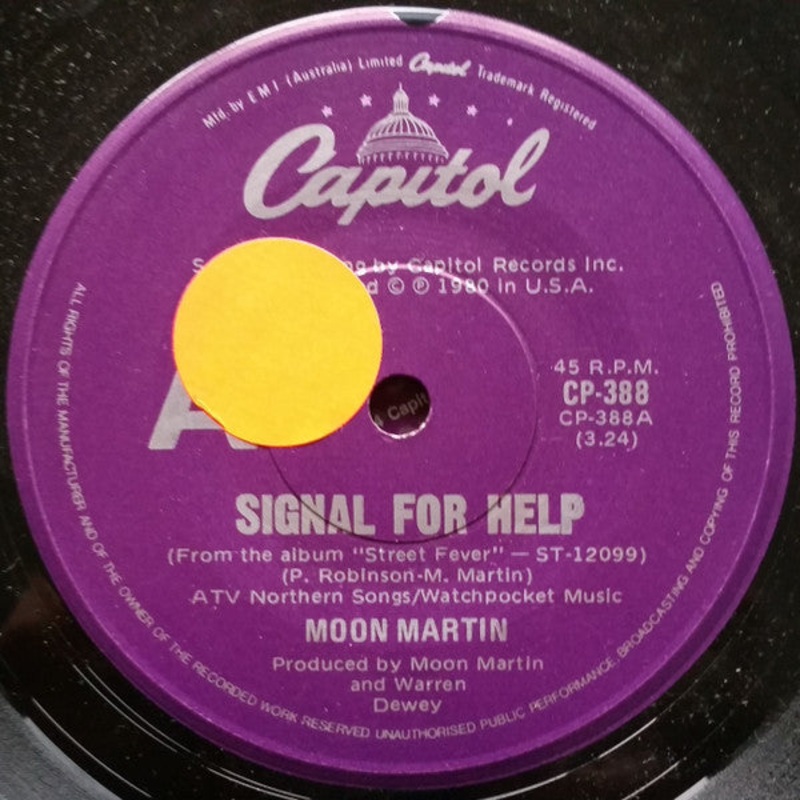 Mfd. by E M I (Australia) Limited Capitol Trademark Registered
Capitol
by Capitol Records Inc.
© ℗ 1980 in U.S.A.
A
45 R.P.M.
CP-388
CP-388A
(3.24)
Capit
SIGNAL FOR HELP
(From the album "Street Fever" — ST-12099)
(P. Robinson-M. Martin)
ATV Northern Songs/Watchpocket Music
MOON MARTIN
Produced by Moon Martin
and Warren
Dewey
ALL RIGHTS OF THE MANUFACTURER AND OF THE OWNER OF THE RECORDED WORK RESERVED UNAUTHORISED PUBLIC PERFORMANCE, BROADCASTING AND COPYING OF THIS RECORD PROHIBITED